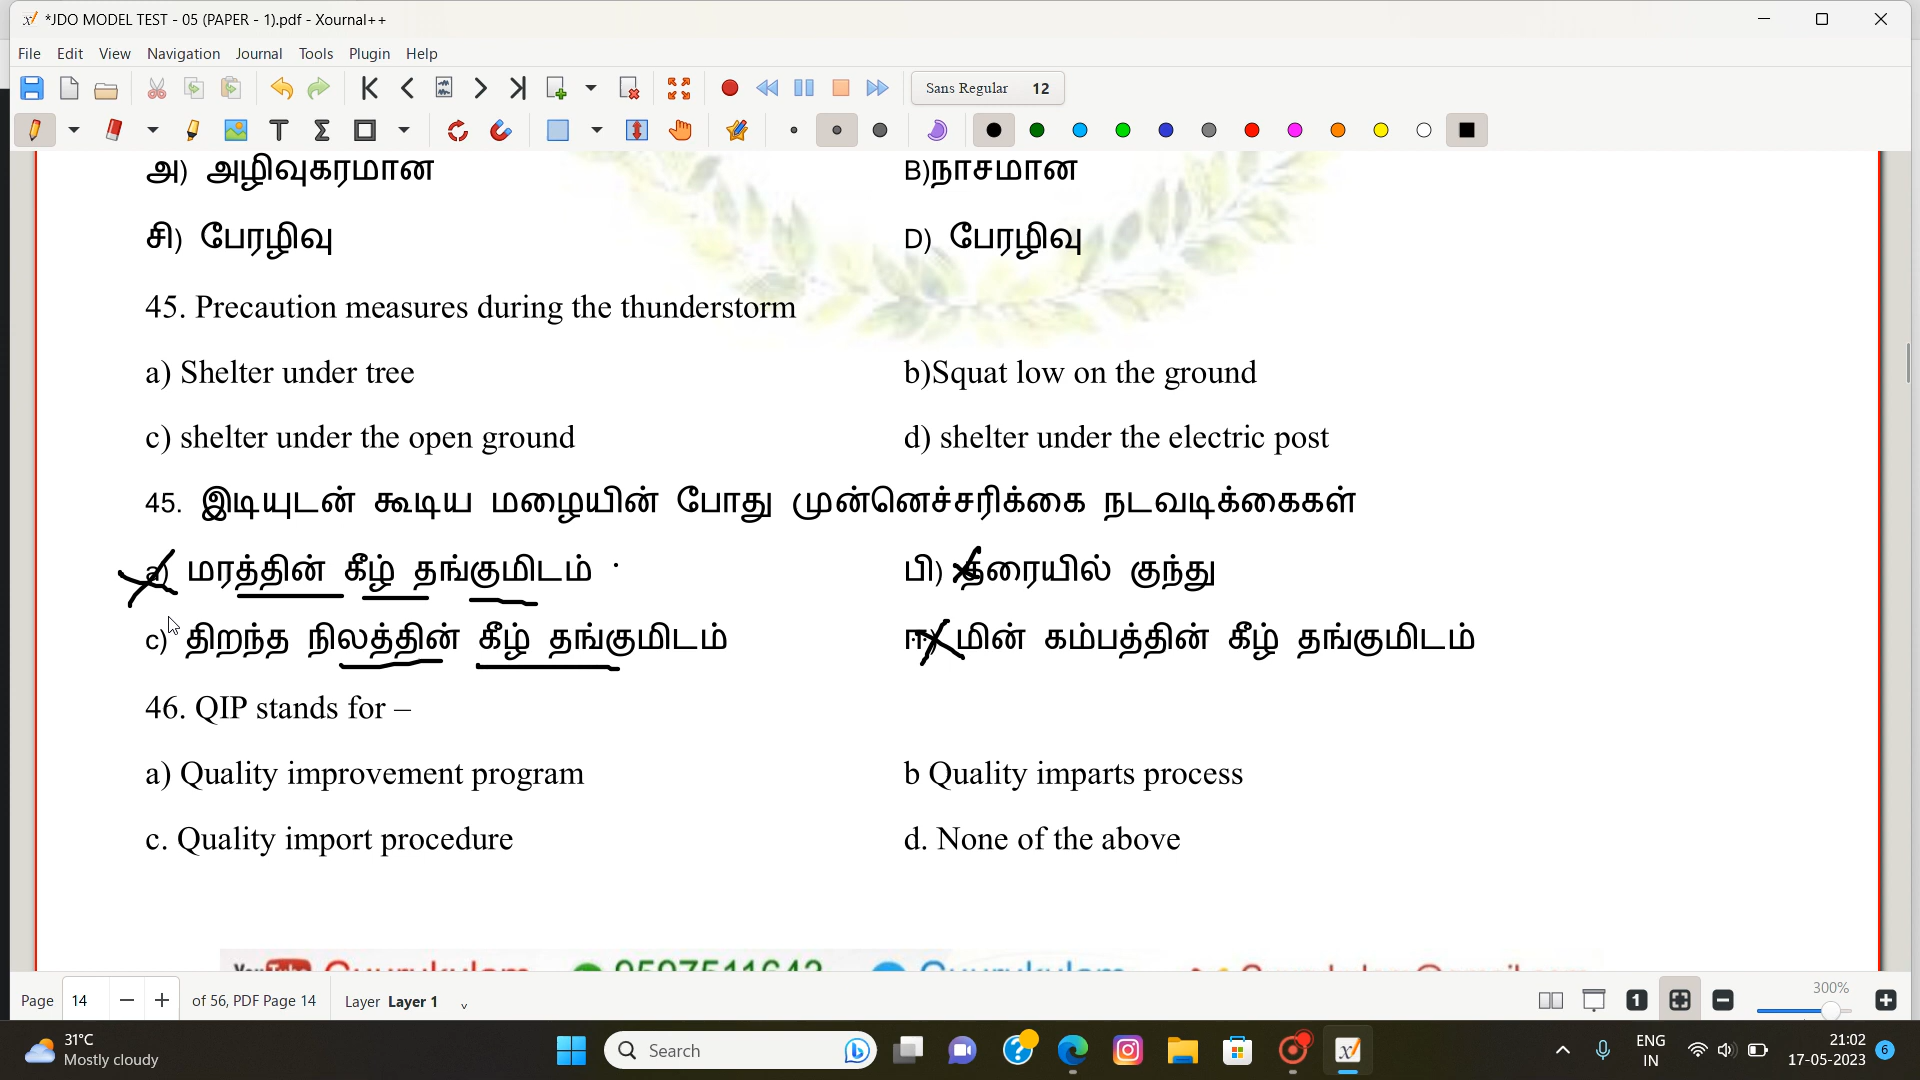 *JDO MODEL TEST - 05 (PAPER - 1).pdf - Xournal++
File Edit View Navigation Journal Tools Plugin Help
Sans Regular 12
அ) அழிவுகரமான B)நாசமான
சி) பேரழிவு D) பேரழிவு
45. Precaution measures during the thunderstorm
a) Shelter under tree b)Squat low on the ground
c) shelter under the open ground d) shelter under the electric post
45. இடியுடன் கூடிய மழையின் போது முன்னெச்சரிக்கை நடவடிக்கைகள்
a) மரத்தின் கீழ் தங்குமிடம் பி) தரையில் குந்து
c) திறந்த நிலத்தின் கீழ் தங்குமிடம் ஈ) மின் கம்பத்தின் கீழ் தங்குமிடம்
46. QIP stands for –
a) Quality improvement program b Quality imparts process
c. Quality import procedure d. None of the above
Page 14 of 56, PDF Page 14 Layer Layer 1 300%
31°C
Mostly cloudy
Search
ENG
IN
21:02
17-05-2023 6